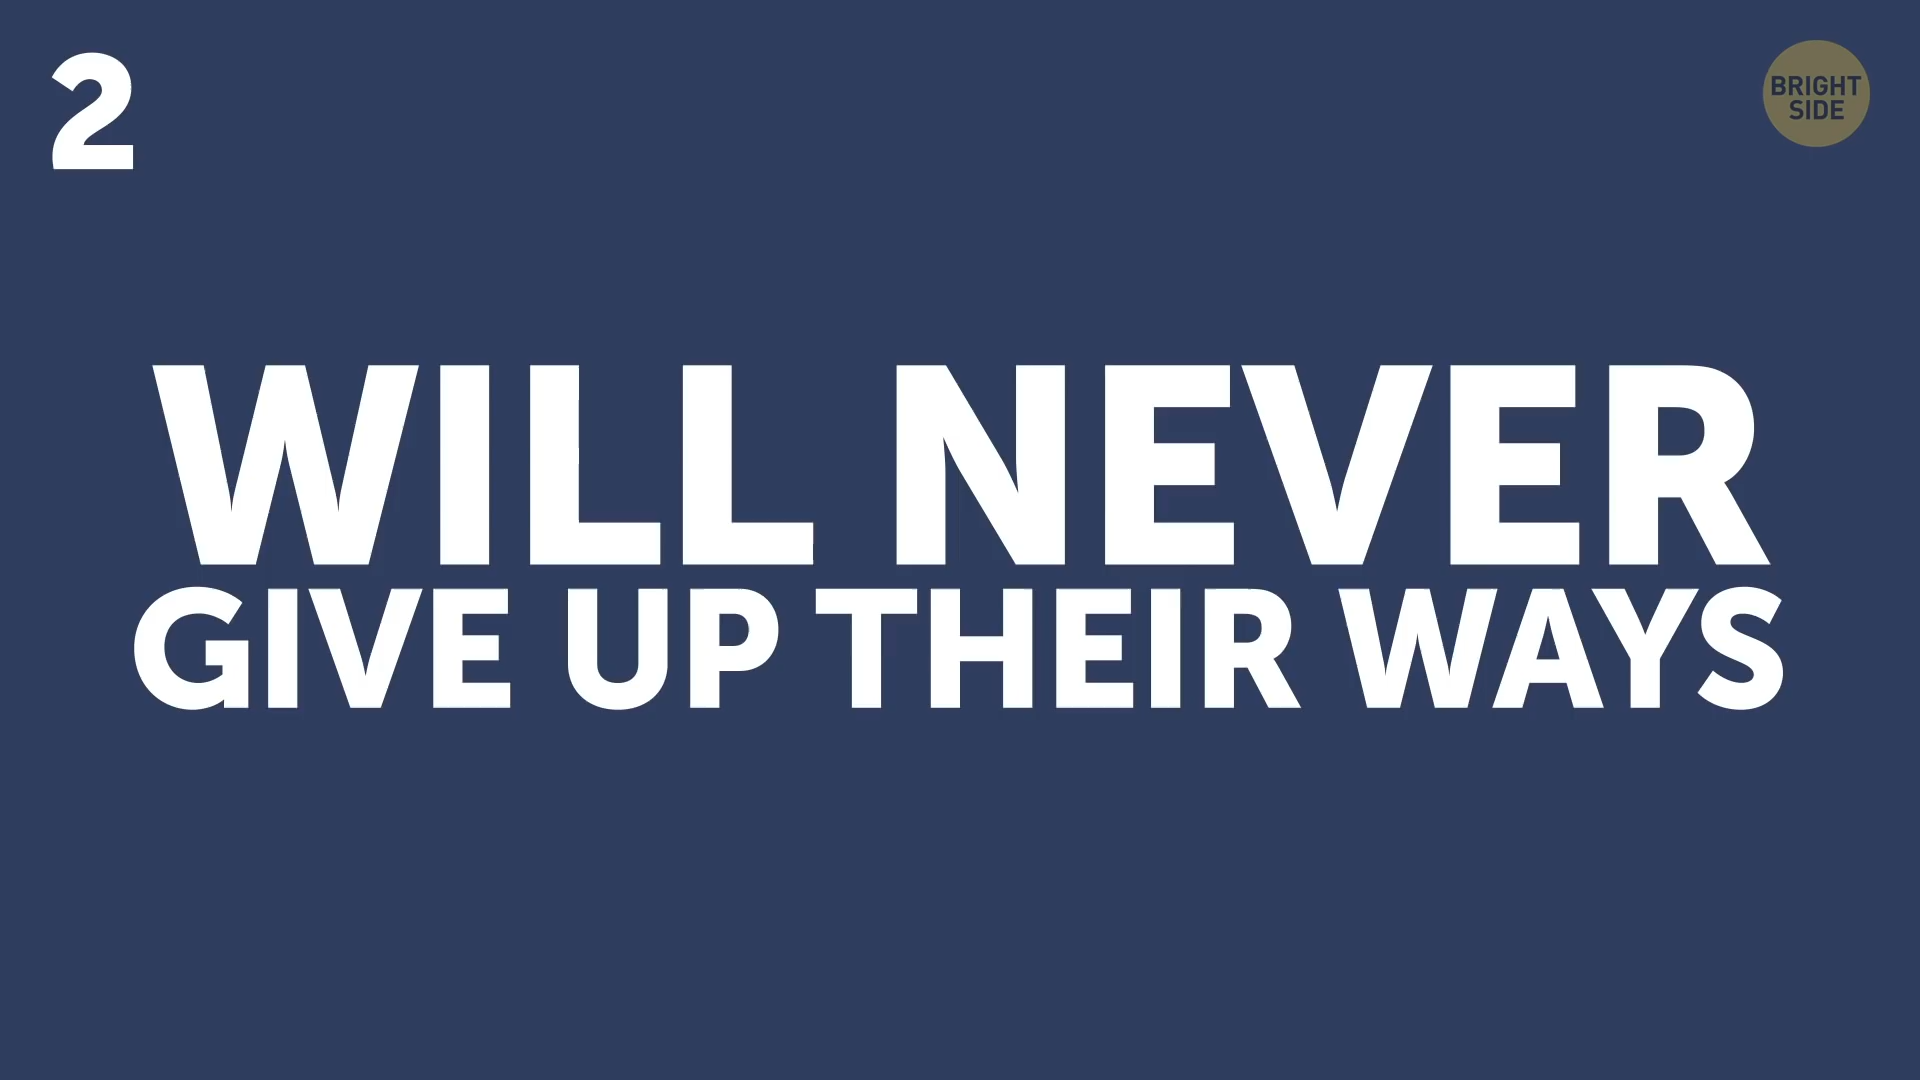 2
BRIGHT
SIDE
WILL NEVER
GIVE UP THEIR WAYS